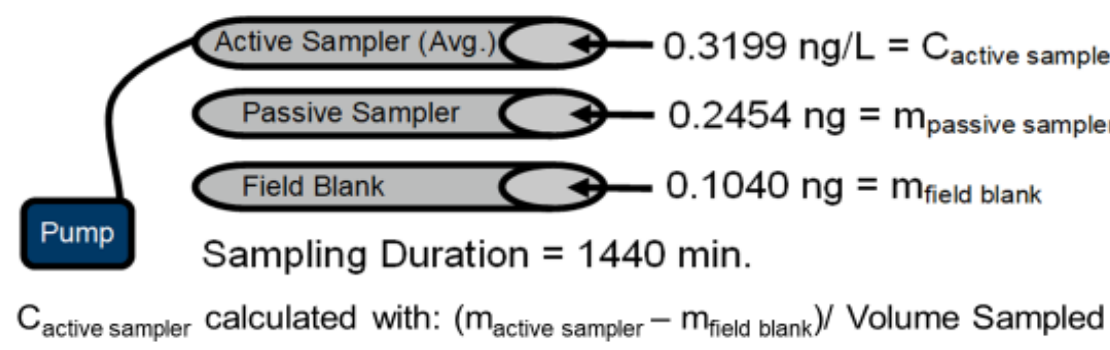 Active Sampler (Avg.) 0.3199 ng/L = Cactive sampler
Passive Sampler 0.2454 ng = mpassive sampler
Field Blank 0.1040 ng = mfield blank
Pump
Sampling Duration = 1440 min.
Cactive sampler calculated with: (mactive sampler – mfield blank)/ Volume Sampled